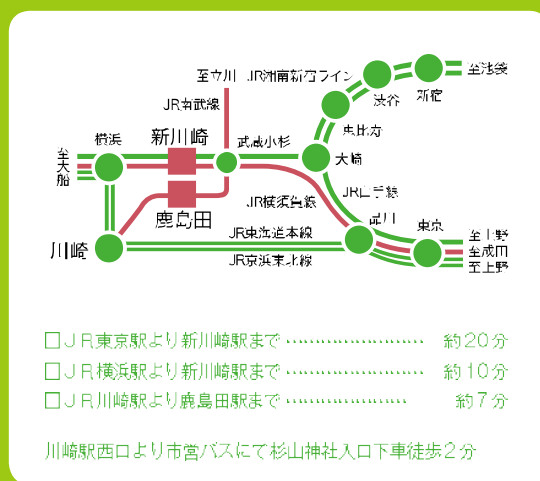 至立川 JR湘南新宿ライン 至池袋
JR南武線 渋谷 新宿
横浜 新川崎 武蔵小杉 恵比寿
至大船 大崎
JR横須賀線 JR山手線
鹿島田 品川 東京
川崎 JR東海道本線 至上野
至成田
JR京浜東北線 至上野
□JR東京駅より新川崎駅まで …………………… 約20分
□JR横浜駅より新川崎駅まで …………………… 約10分
□JR川崎駅より鹿島田駅まで ………………… 約7分
川崎駅西口より市営バスにて杉山神社入口下車徒歩2分